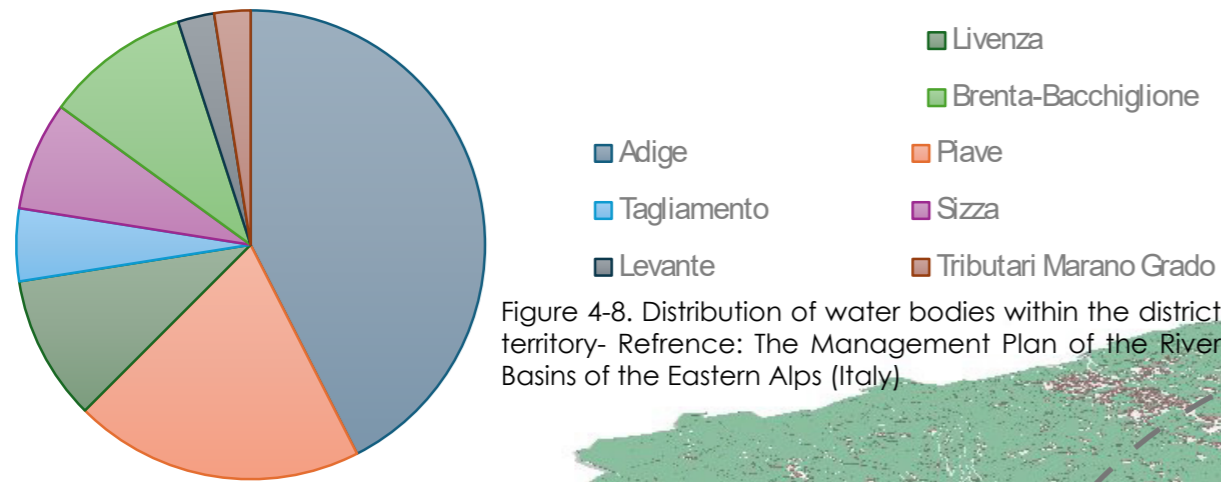 Livenza
Brenta-Bacchiglione
Adige
Piave
Tagliamento
Sizza
Levante
Tributari Marano Grado
Figure 4-8. Distribution of water bodies within the district
territory- Refrence: The Management Plan of the River
Basins of the Eastern Alps (Italy)